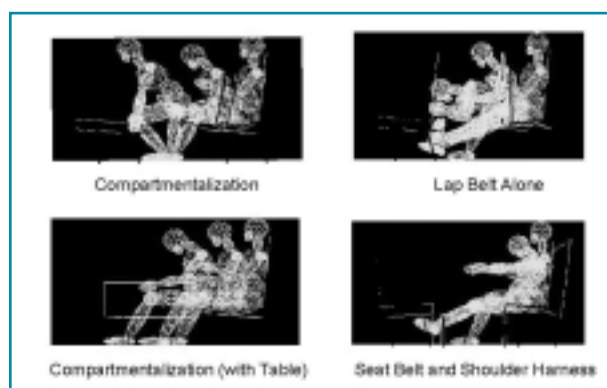 Compartmentalization
Lap Belt Alone
Compartmentalization (with Table)
Seat Belt and Shoulder Harness